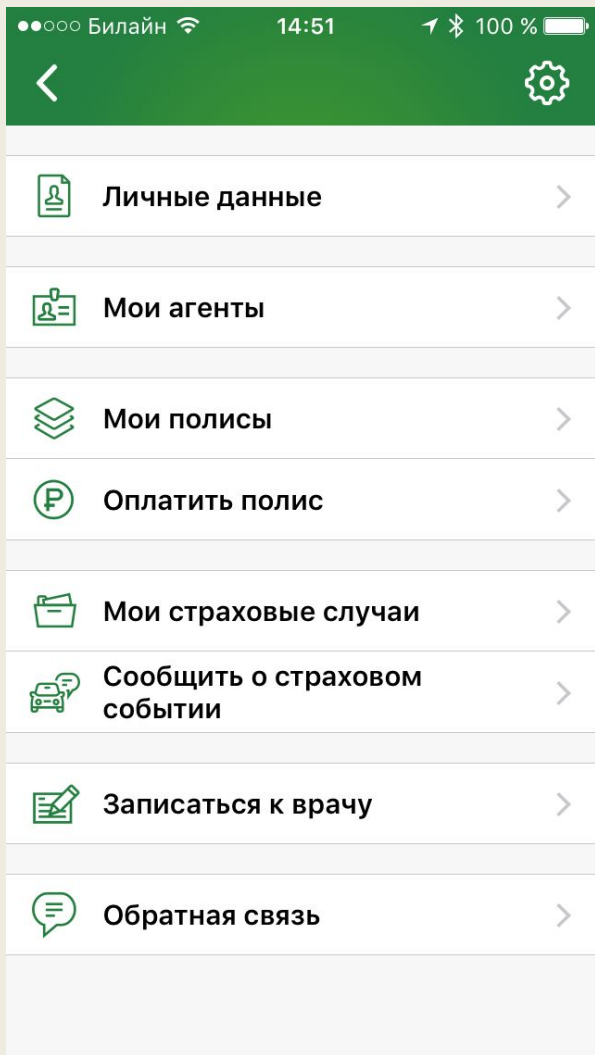 Билайн 14:51 100 %
Личные данные
Мои агенты
Мои полисы
Оплатить полис
Мои страховые случаи
Сообщить о страховом
событии
Записаться к врачу
Обратная связь